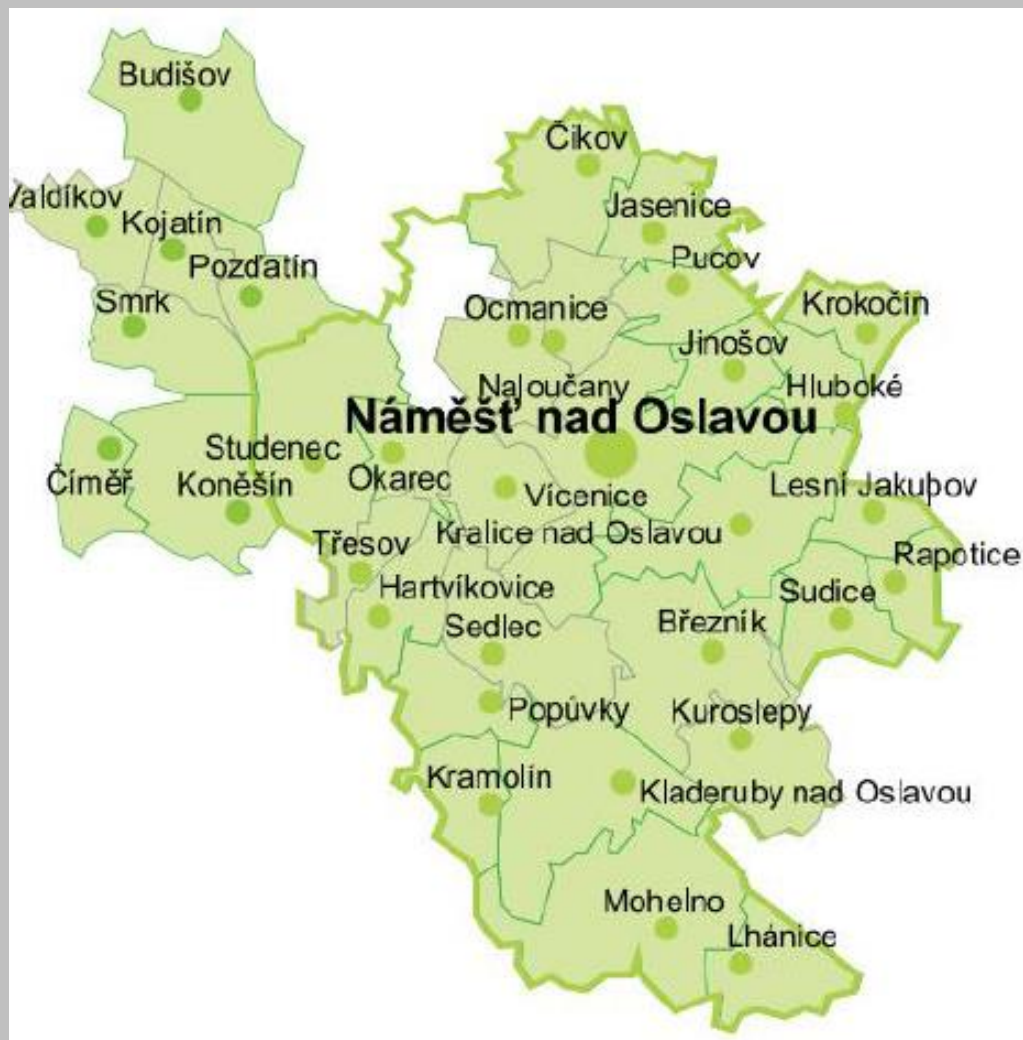 Budišov
Čikov
Valdíkov
Jasenice
Kojatín
Pucov
Pozďatín
Smrk
Ocmanice
Krokočín
Jinošov
Naloučany
Hluboké
Náměšť nad Oslavou
Studenec
Okarec
Číměř
Koněšín
Vícenice
Lesní Jakubov
Kralice nad Oslavou
Třesov
Rapotice
Hartvíkovice
Sudice
Sedlec
Březník
Popůvky
Kuroslepy
Kramolín
Kladeruby nad Oslavou
Mohelno
Lhánice